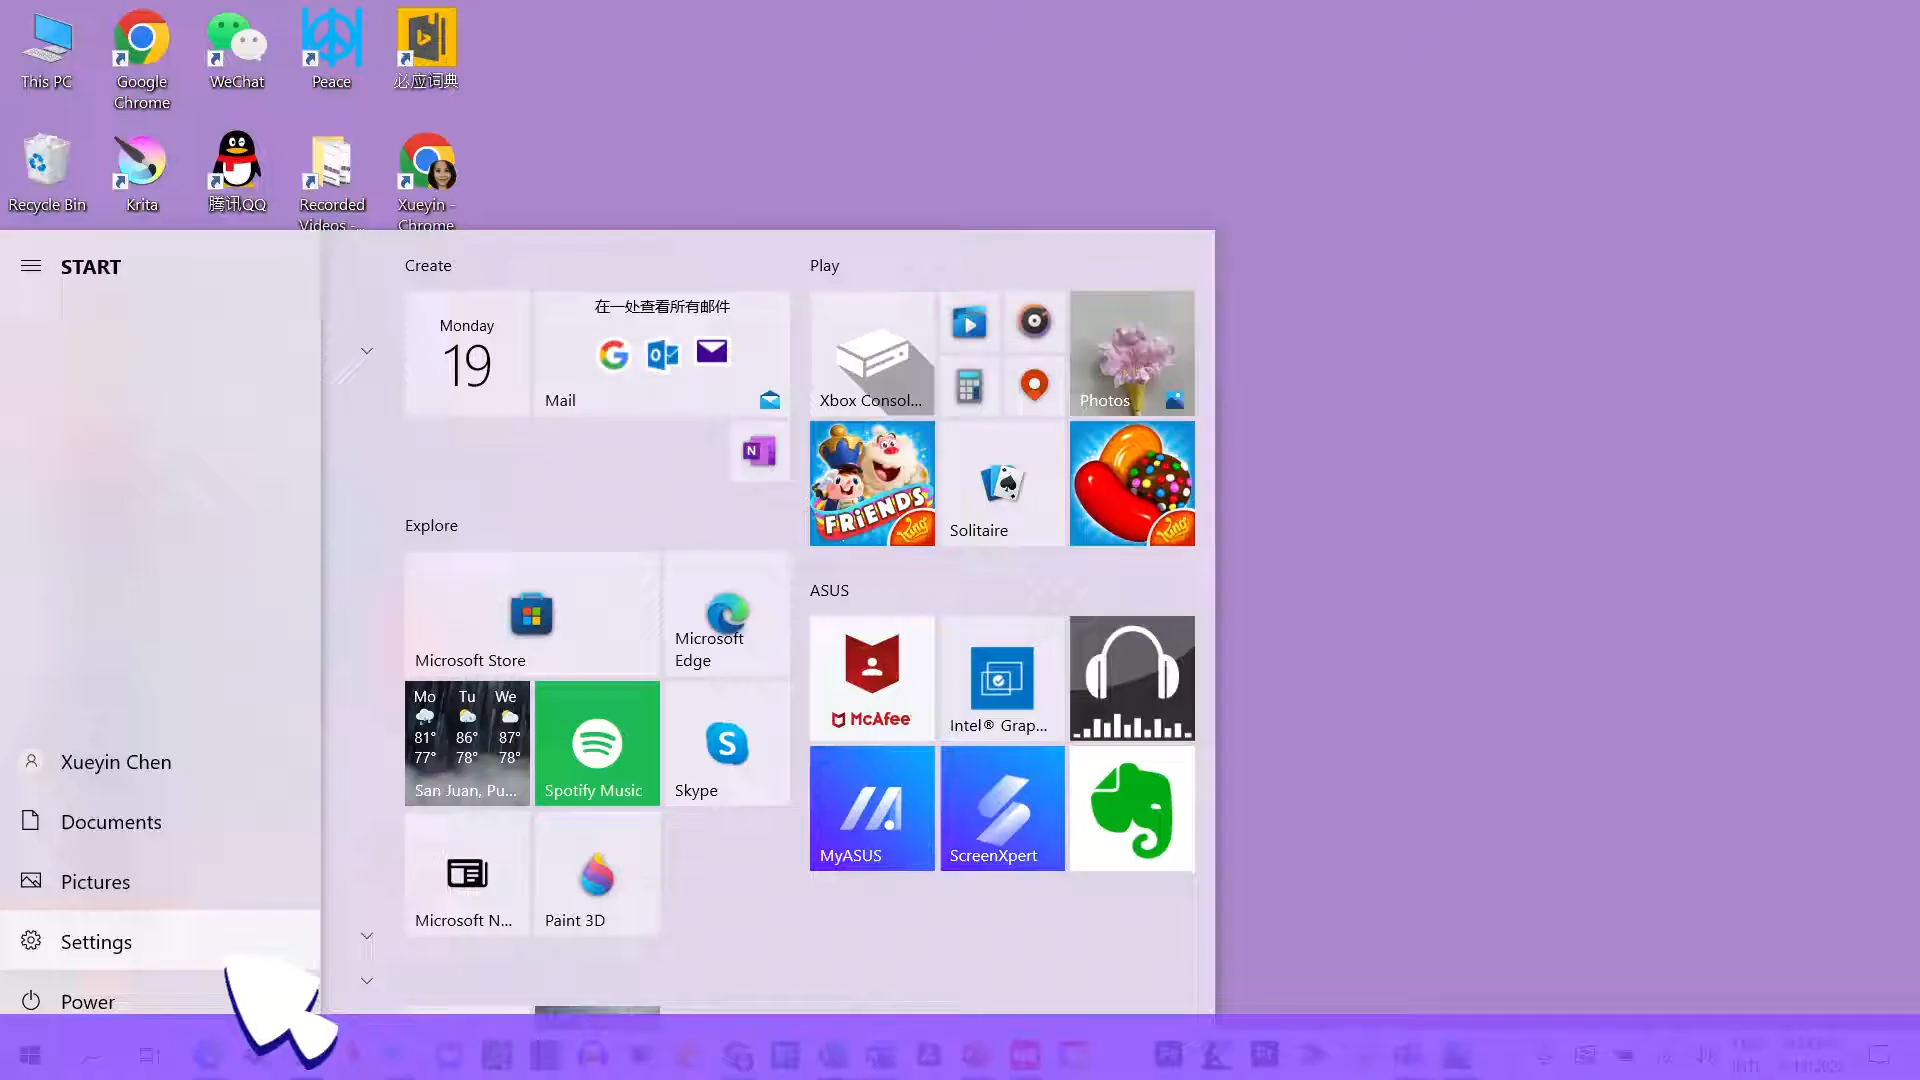 This PC
Google
Chrome
WeChat
Peace
必应词典
Recycle Bin
Krita
腾讯QQ
Recorded
Videos -...
Xueyin -
Chrome
START
Xueyin Chen
Documents
Pictures
Settings
Power
Create
Monday
19
在一处查看所有邮件
Mail
N
Explore
Microsoft Store
Microsoft
Edge
Mo Tu We
81° 86° 87°
77° 78° 78°
San Juan, Pu...
Spotify Music
Skype
Microsoft N...
Paint 3D
Play
Xbox Consol...
Photos
FRIENDS
King
Solitaire
King
ASUS
McAfee
Intel® Grap...
MyASUS
ScreenXpert